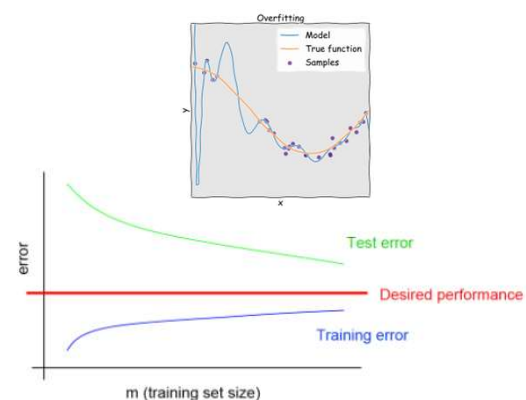 Overfitting
Model
True function
Samples
y
x
error
Test error
Desired performance
Training error
m (training set size)